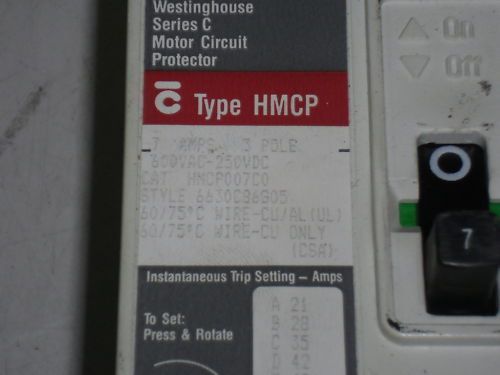 Westinghouse
Series C
Motor Circuit
Protector
C Type HMCP
7 AMPS 3 POLE
600VAC-250VDC
CAT HMCP007C0
STYLE 6630C86G05
60/75°C WIRE-CU/AL(UL)
60/75°C WIRE-CU ONLY
(CSA)
Instantaneous Trip Setting – Amps
To Set:
Press & Rotate
A 21
B 28
C 35
D 42
On
Off
O
7